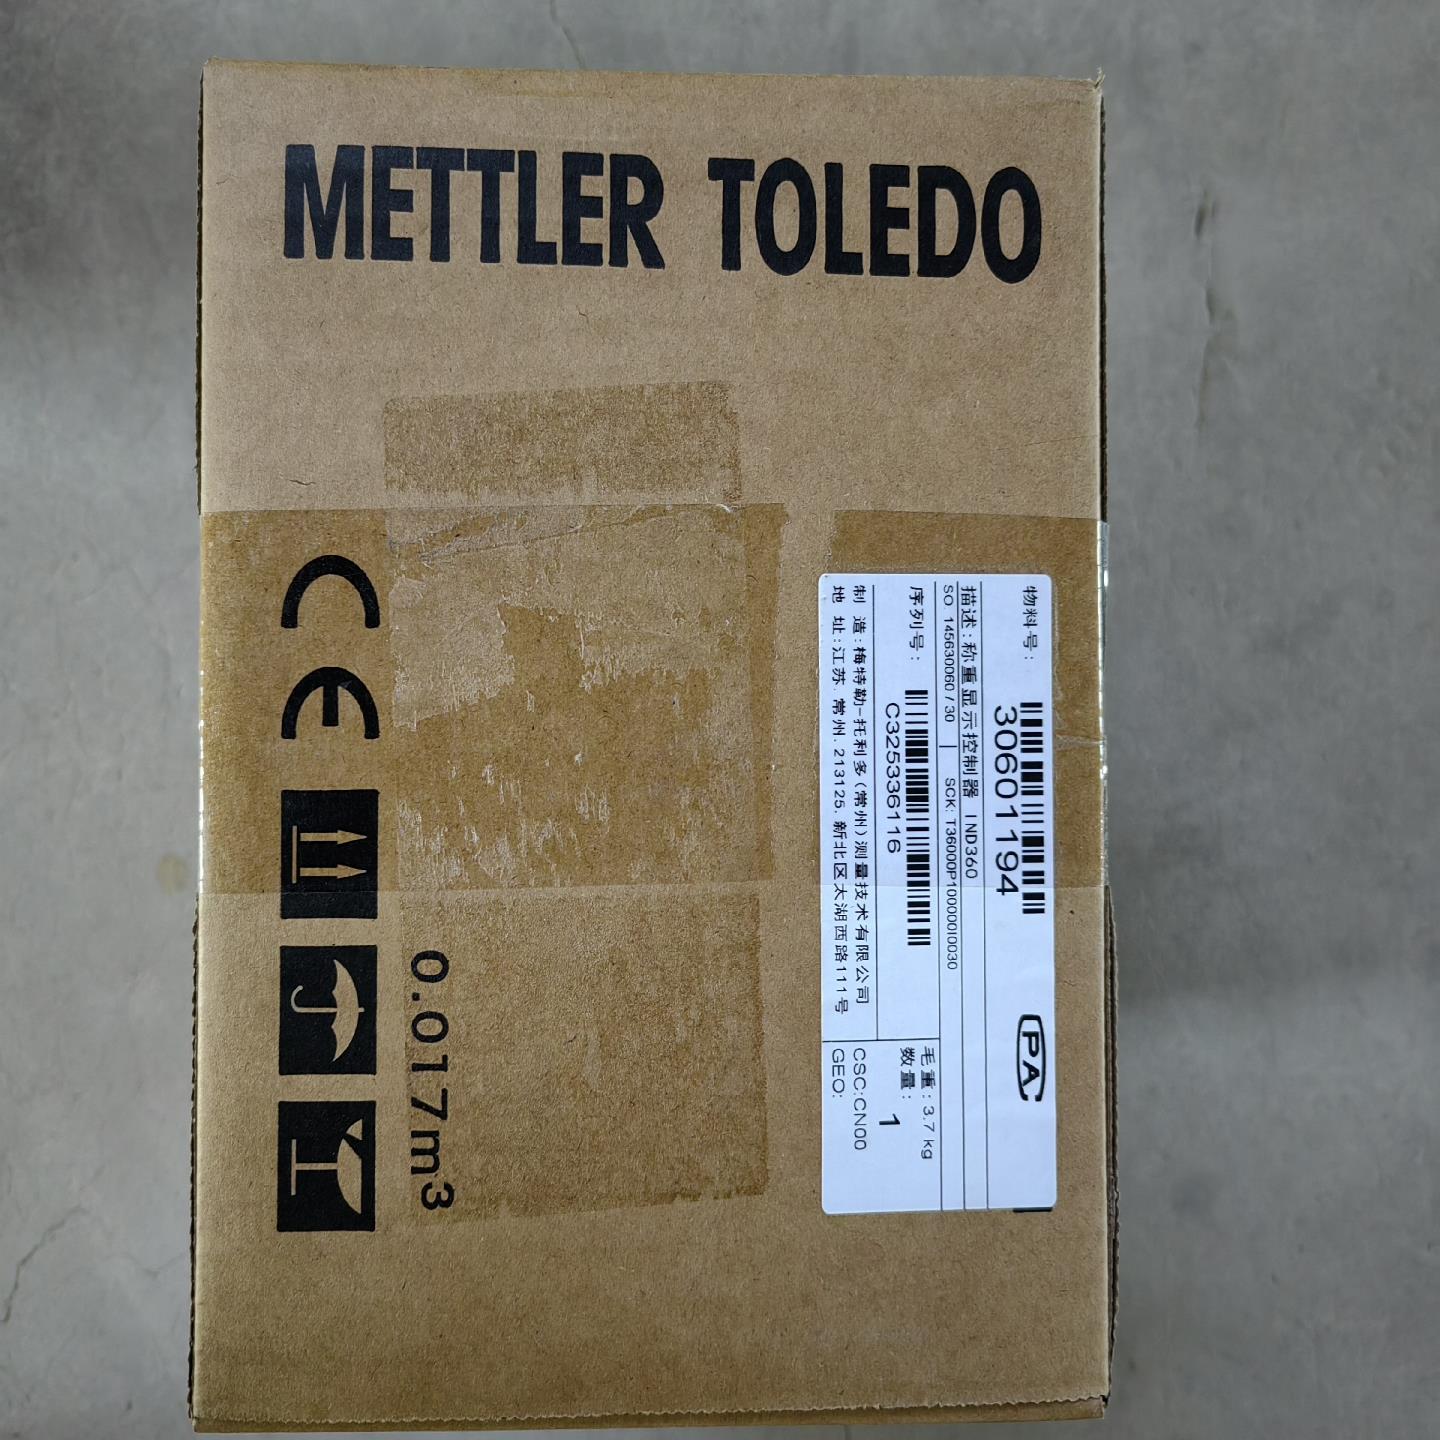 METTLER TOLEDO
CE
0.017m³
物料号:
30601194
PA
描述:称重显示控制器 IND360
SO. 145630060 / 30
SCK: T36000P100000I0030
序列号:
C325336116
毛重: 3.7 kg
数量: 1
制 造:梅特勒-托利多(常州)测量技术有限公司
地 址:江苏. 常州. 213125. 新北区太湖西路111号
CSC:CN00
GEO: